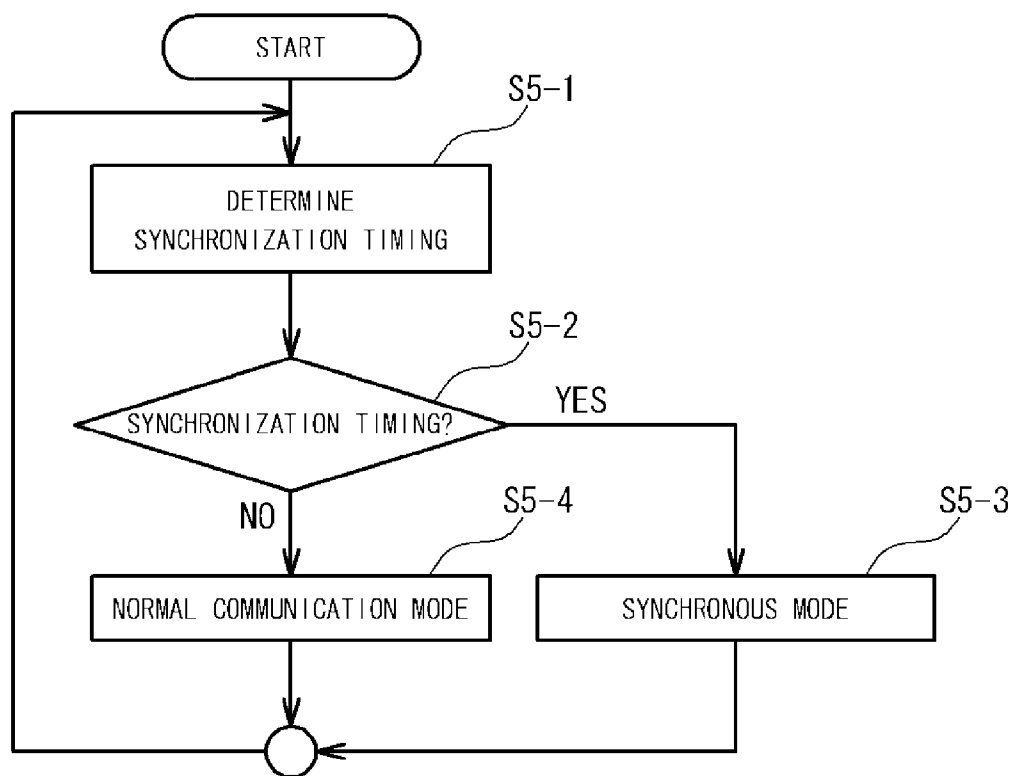 START
S5-1
DETERMINE
SYNCHRONIZATION TIMING
S5-2
SYNCHRONIZATION TIMING?
YES
NO
S5-4
S5-3
NORMAL COMMUNICATION MODE
SYNCHRONOUS MODE